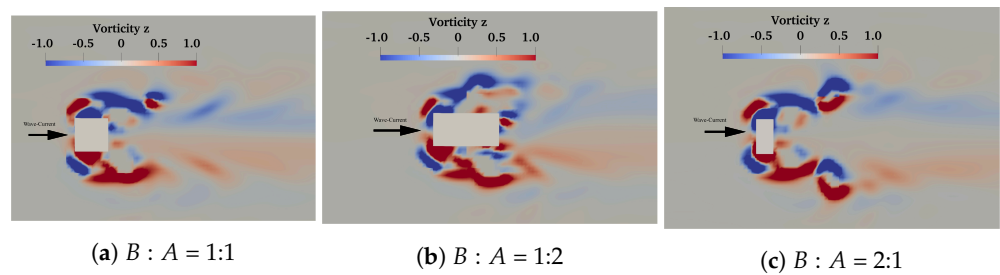 Vorticity z
-1.0 -0.5 0 0.5 1.0
Wave-Current
(a) B : A = 1:1
Vorticity z
-1.0 -0.5 0 0.5 1.0
Wave-Current
(b) B : A = 1:2
Vorticity z
-1.0 -0.5 0 0.5 1.0
Wave-Current
(c) B : A = 2:1